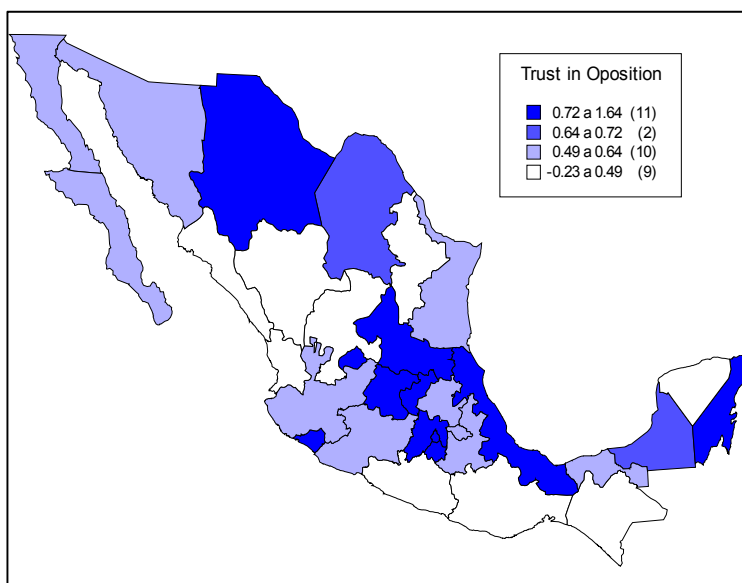 Trust in Oposition
0.72 a 1.64 (11)
0.64 a 0.72 (2)
0.49 a 0.64 (10)
-0.23 a 0.49 (9)